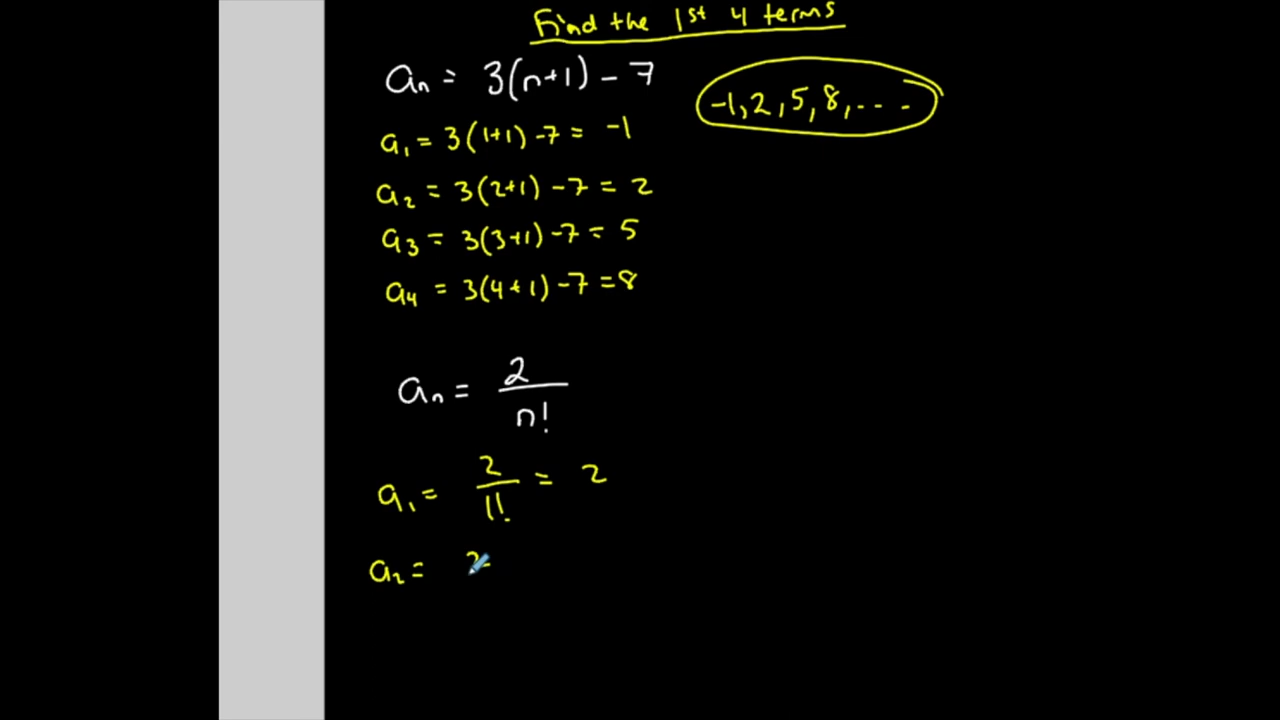 Find the 1st 4 terms
an = 3(n+1) - 7
-1, 2, 5, 8, ...
a1 = 3(1+1) - 7 = -1
a2 = 3(2+1) - 7 = 2
a3 = 3(3+1) - 7 = 5
a4 = 3(4+1) - 7 = 8
an = 2/n!
a1 = 2/1! = 2
a2 = 2